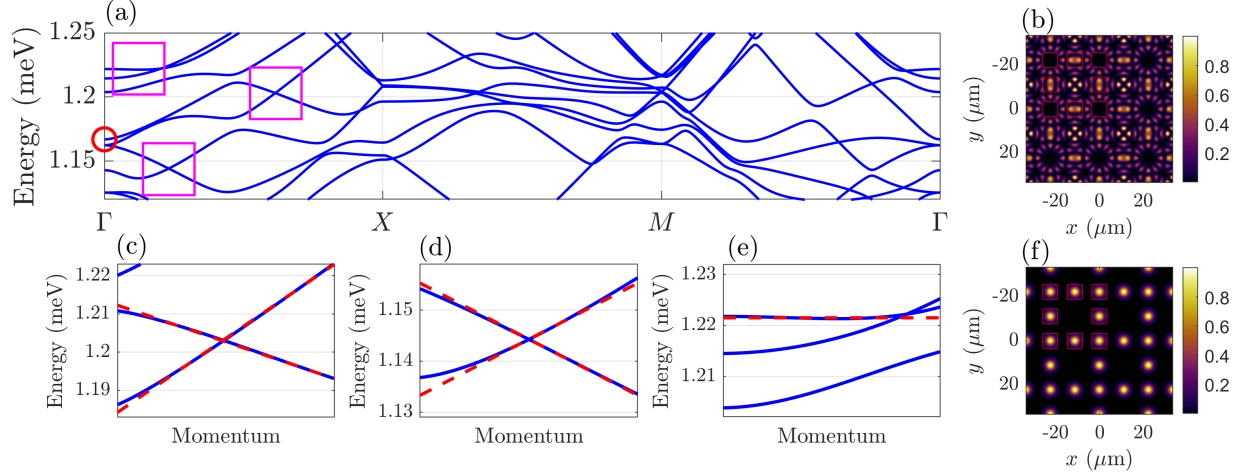 (a)
Energy (meV)
1.25
1.2
1.15
Γ
X
M
Γ
(b)
y (μm)
-20
0
20
-20 0 20
x (μm)
0.8
0.6
0.4
0.2
(c)
Energy (meV)
1.22
1.21
1.2
1.19
Momentum
(d)
Energy (meV)
1.15
1.14
1.13
Momentum
(e)
Energy (meV)
1.23
1.22
1.21
Momentum
(f)
y (μm)
-20
0
20
-20 0 20
x (μm)
0.8
0.6
0.4
0.2